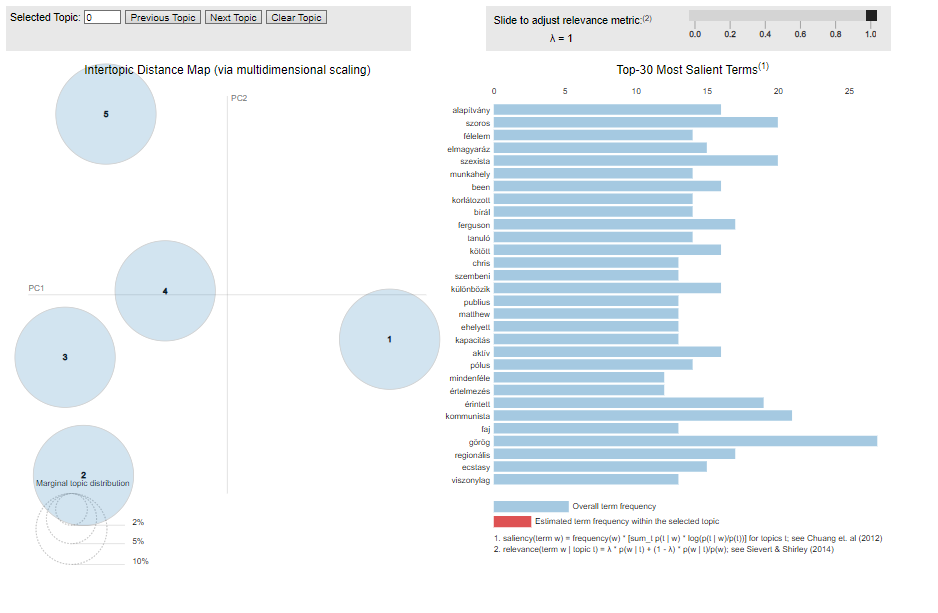 Selected Topic: 0 Previous Topic Next Topic Clear Topic
Slide to adjust relevance metric:(2)
λ = 1
0.0 0.2 0.4 0.6 0.8 1.0
Intertopic Distance Map (via multidimensional scaling)
PC2
PC1
5
4
1
3
2
Marginal topic distribution
2%
5%
10%
Top-30 Most Salient Terms(1)
0 5 10 15 20 25
alapítvány
szoros
félelem
elmagyaráz
szexista
munkahely
been
korlátozott
bírál
ferguson
tanuló
kötött
chris
szembeni
különbözik
publius
matthew
ehelyett
kapacitás
aktív
pólus
mindenféle
értelmezés
érintett
kommunista
faj
görög
regionális
ecstasy
viszonylag
Overall term frequency
Estimated term frequency within the selected topic
1. saliency(term w) = frequency(w) * [sum_t p(t | w) * log(p(t | w)/p(t))] for topics t; see Chuang et. al (2012)
2. relevance(term w | topic t) = λ * p(w | t) + (1 - λ) * p(w | t)/p(w); see Sievert & Shirley (2014)